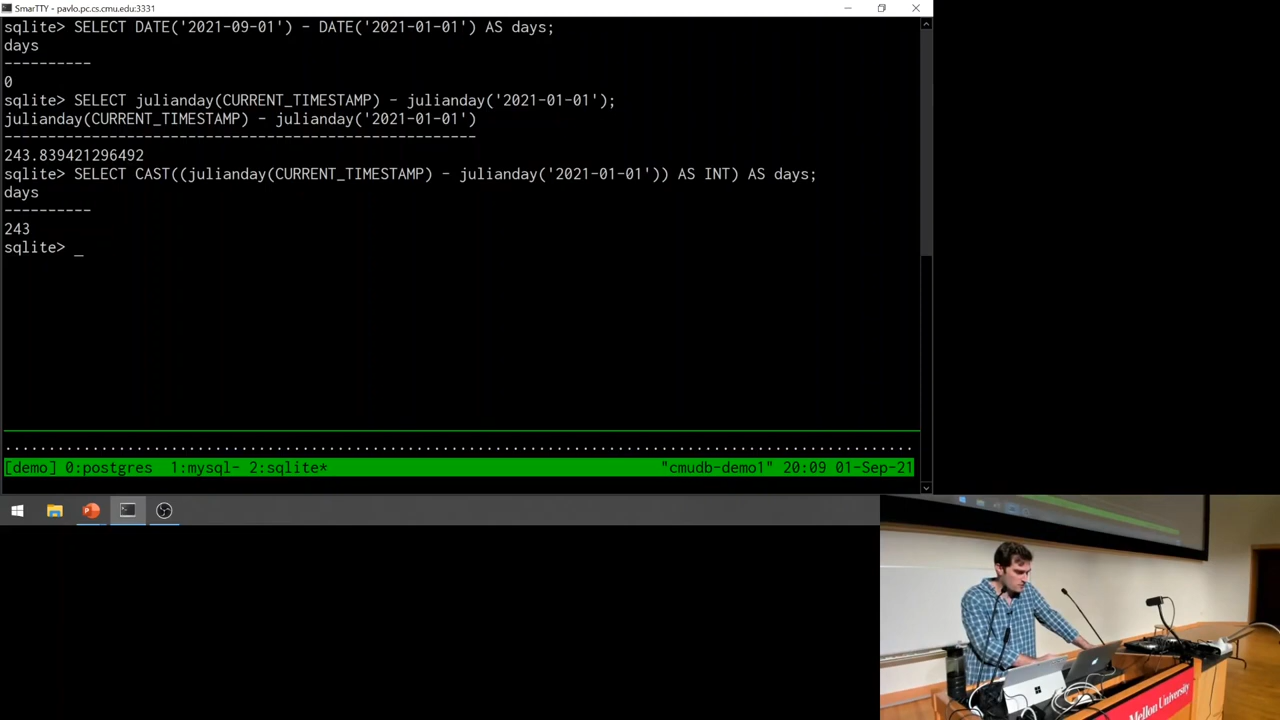 SmarTTY - pavlo.pc.cs.cmu.edu:3331
sqlite> SELECT DATE('2021-09-01') - DATE('2021-01-01') AS days;
days
----------
0
sqlite> SELECT julianday(CURRENT_TIMESTAMP) - julianday('2021-01-01');
julianday(CURRENT_TIMESTAMP) - julianday('2021-01-01')
------------------------------------------------------
243.839421296492
sqlite> SELECT CAST((julianday(CURRENT_TIMESTAMP) - julianday('2021-01-01')) AS INT) AS days;
days
----------
243
sqlite> _
[demo] 0:postgres 1:mysql- 2:sqlite* "cmudb-demo1" 20:09 01-Sep-21
Mellon University